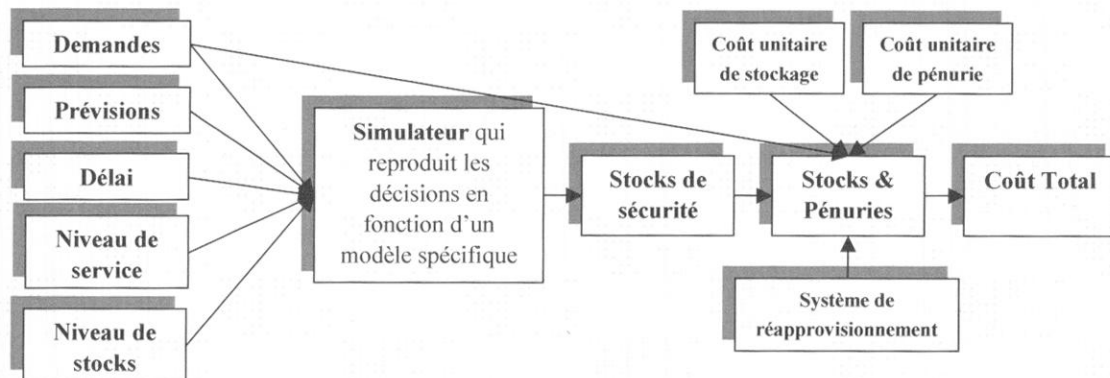 Demandes
Prévisions
Délai
Niveau de
service
Niveau de
stocks
Simulateur qui
reproduit les
décisions en
fonction d'un
modèle spécifique
Stocks de
sécurité
Coût unitaire
de stockage
Coût unitaire
de pénurie
Stocks &
Pénuries
Système de
réapprovisionnement
Coût Total